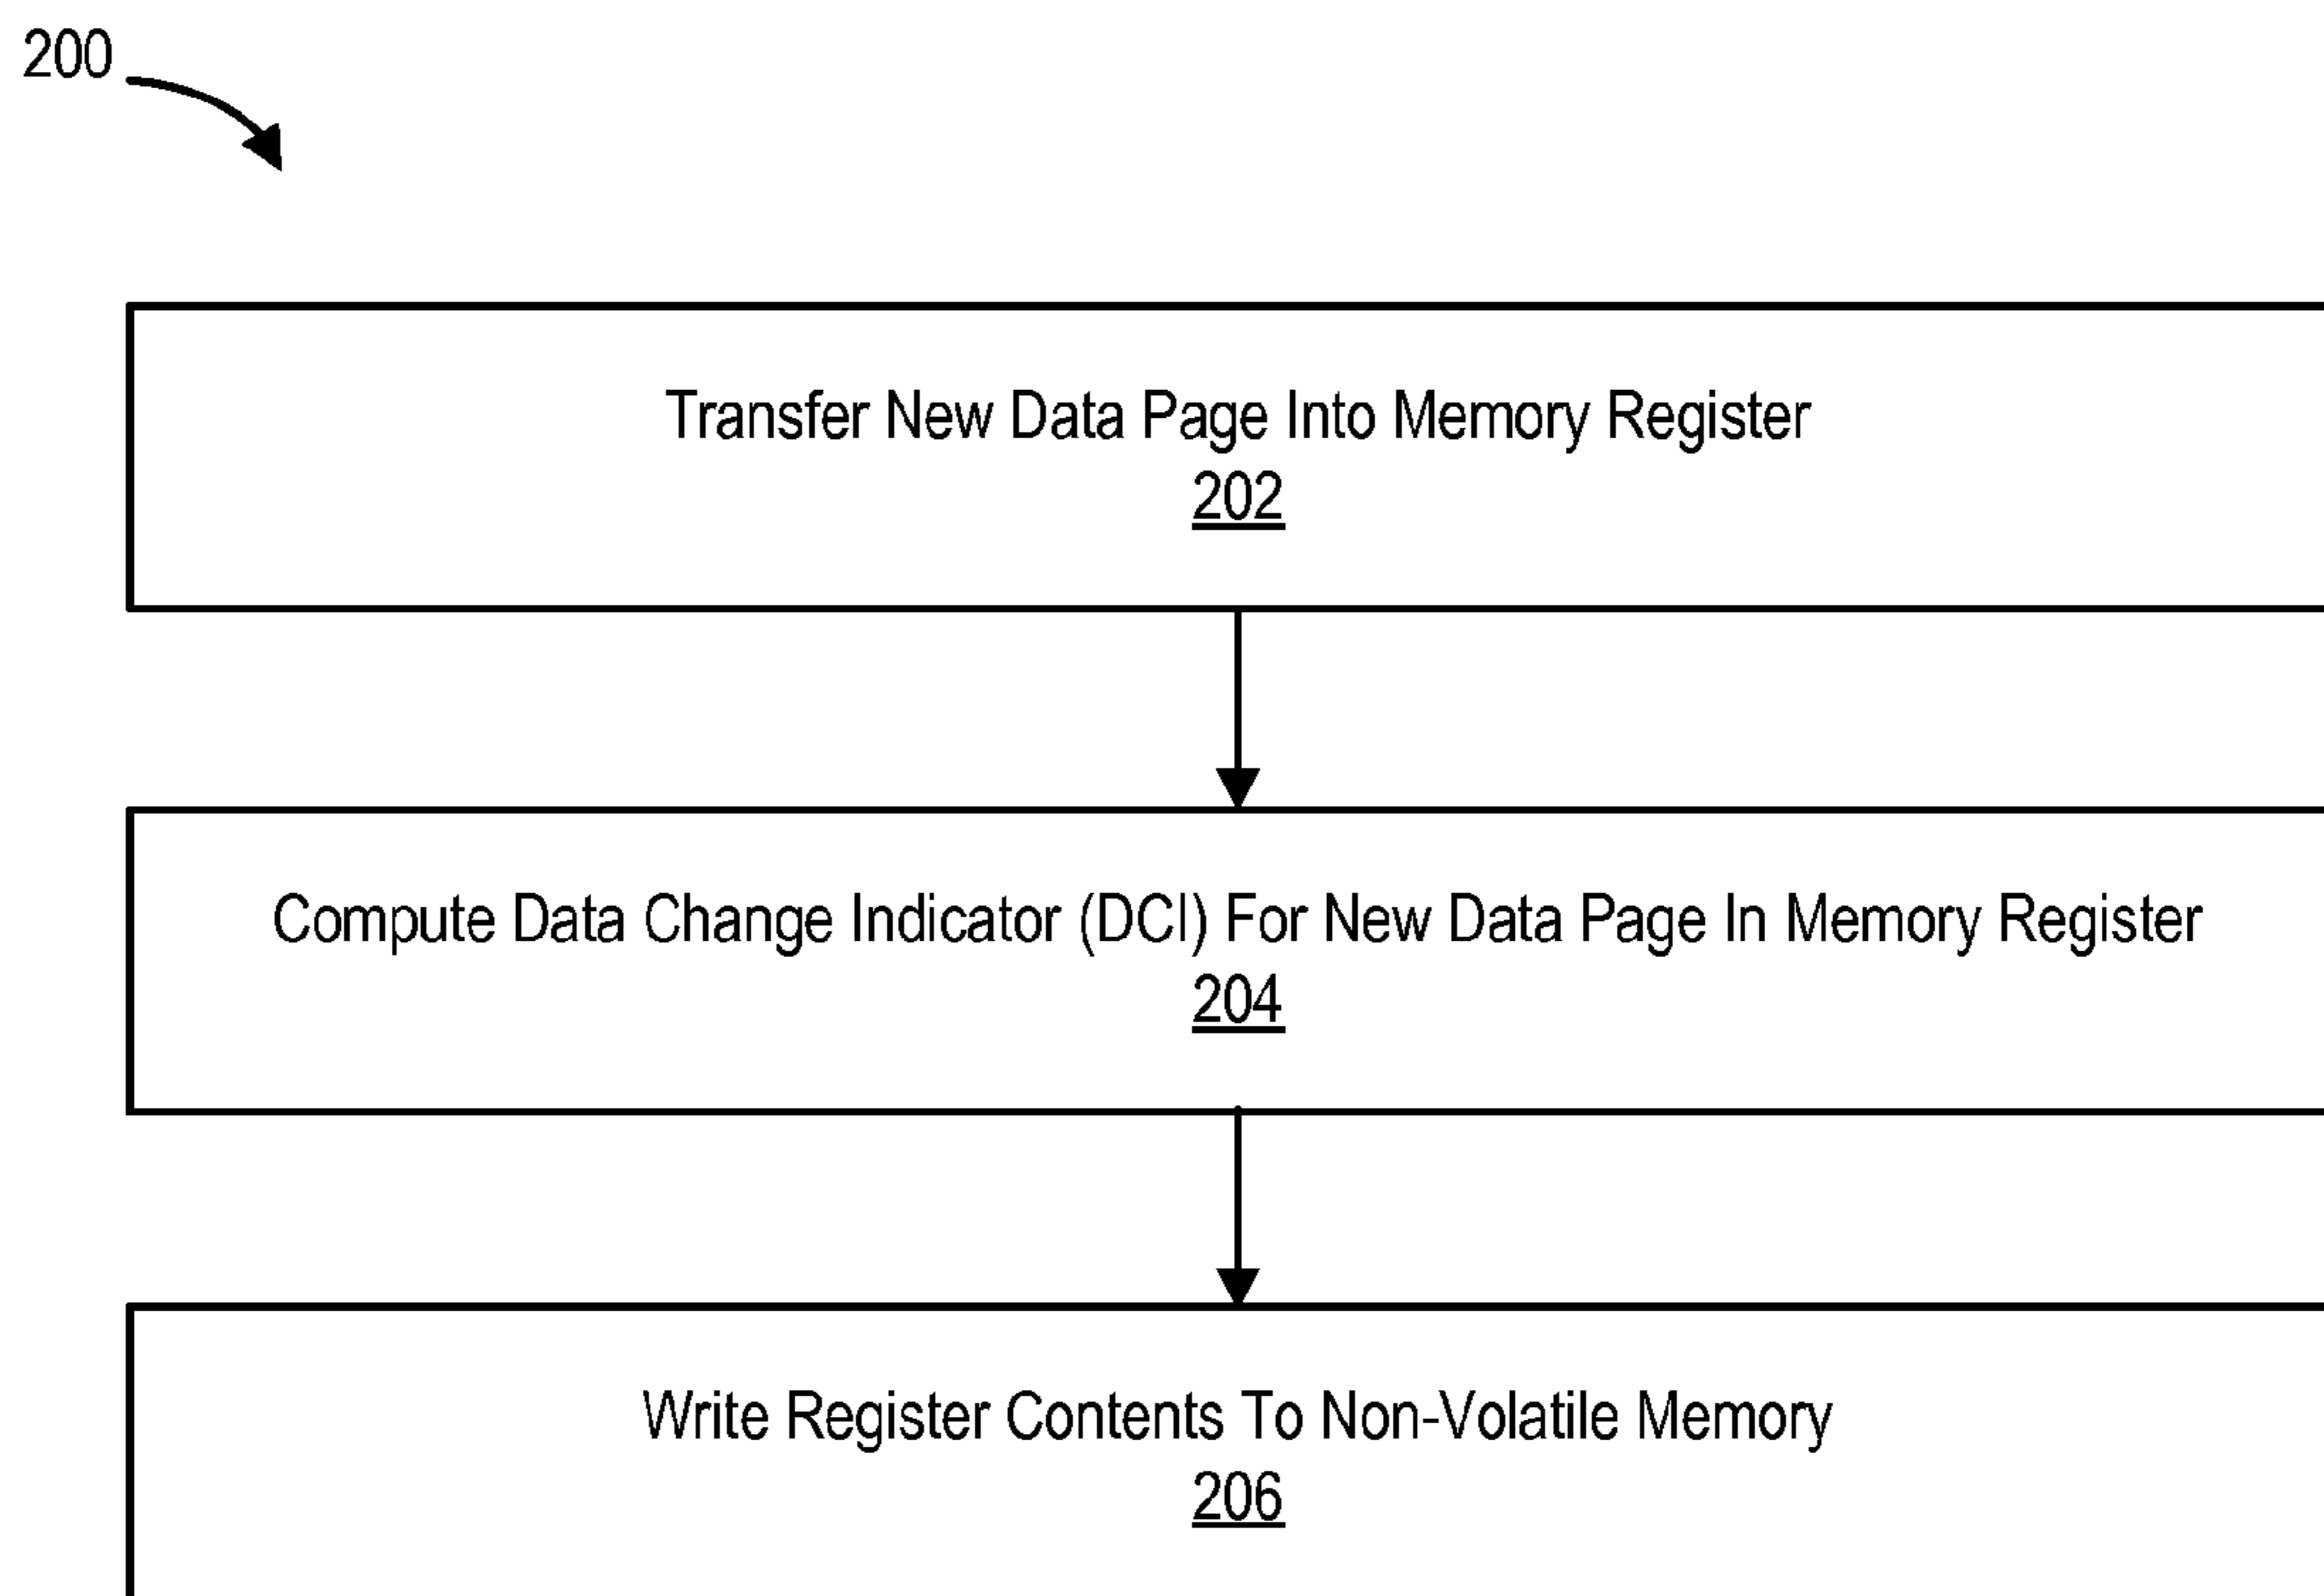 200
Transfer New Data Page Into Memory Register
202
Compute Data Change Indicator (DCI) For New Data Page In Memory Register
204
Write Register Contents To Non-Volatile Memory
206